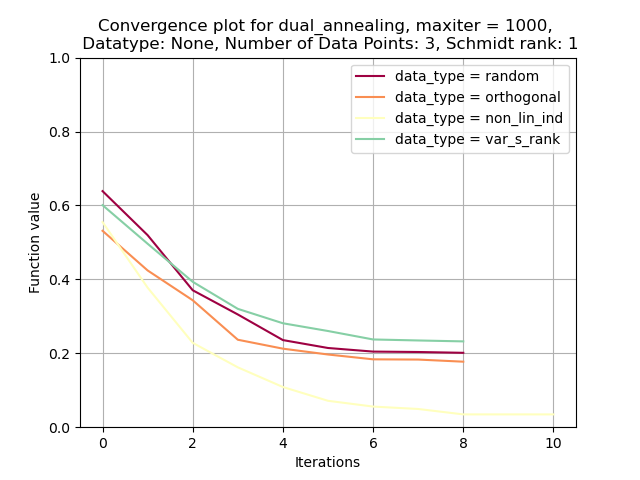 Convergence plot for dual_annealing, maxiter = 1000,
Datatype: None, Number of Data Points: 3, Schmidt rank: 1
1.0
0.8
0.6
0.4
0.2
0.0
Function value
data_type = random
data_type = orthogonal
data_type = non_lin_ind
data_type = var_s_rank
0 2 4 6 8 10
Iterations